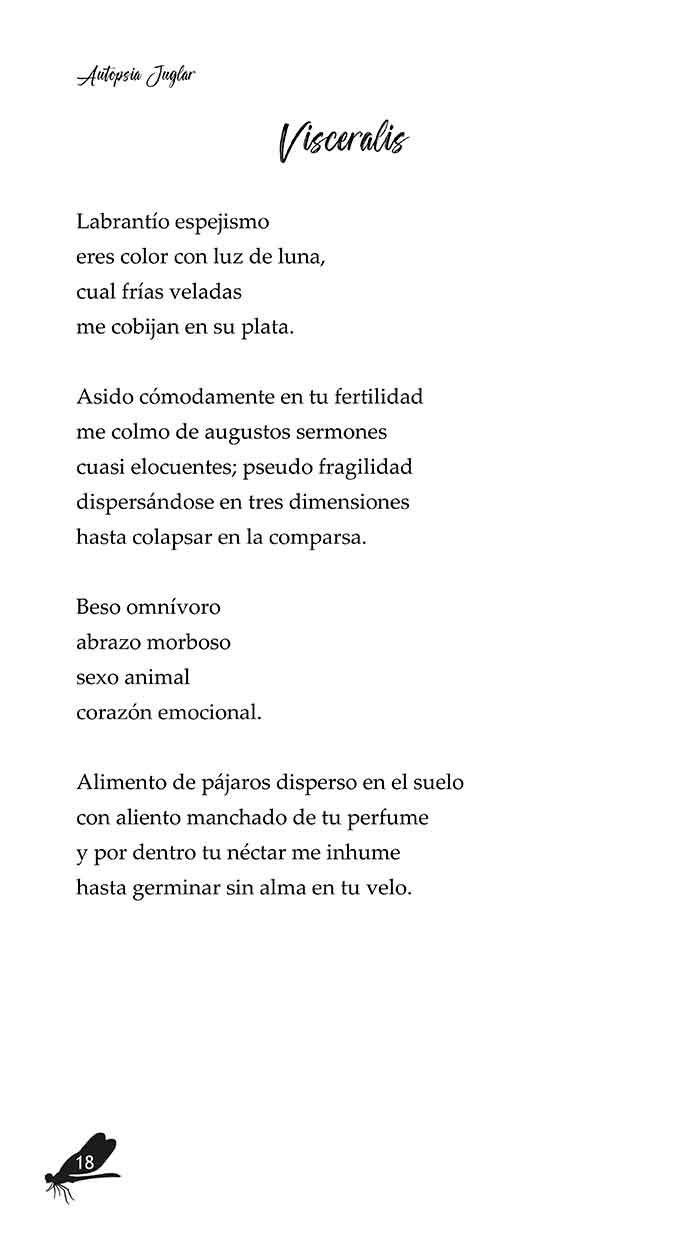 Autopsia Juglar
Visceralis
Labrantío espejismo
eres color con luz de luna,
cual frías veladas
me cobijan en su plata.
Asido cómodamente en tu fertilidad
me colmo de augustos sermones
cuasi elocuentes; pseudo fragilidad
dispersándose en tres dimensiones
hasta colapsar en la comparsa.
Beso omnívoro
abrazo morboso
sexo animal
corazón emocional.
Alimento de pájaros disperso en el suelo
con aliento manchado de tu perfume
y por dentro tu néctar me inhume
hasta germinar sin alma en tu velo.
18